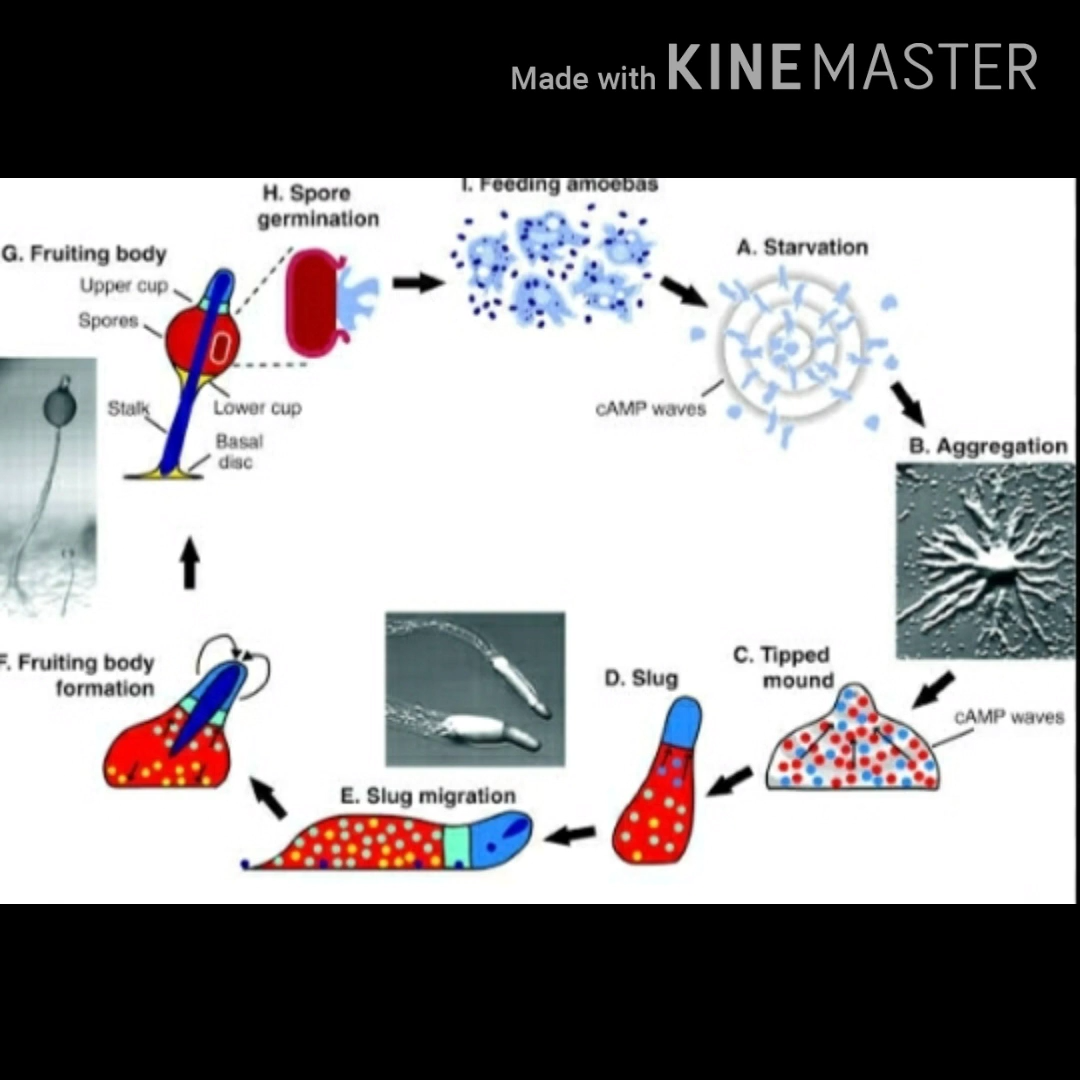 Made with KINEMASTER
H. Spore
germination
I. Feeding amoebas
G. Fruiting body
A. Starvation
Upper cup
Spores
cAMP waves
Stalk
Lower cup
Basal
disc
B. Aggregation
F. Fruiting body
formation
C. Tipped
mound
D. Slug
cAMP waves
E. Slug migration